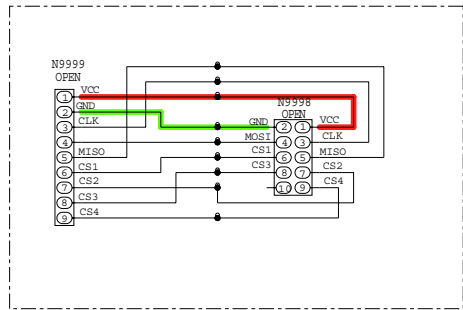 N9999
OPEN
VCC
1
GND
2
CLK
3
4
MISO
5
CS1
6
CS2
7
CS3
8
CS4
9
N9998
OPEN
GND 2 1 VCC
MOSI 4 3 CLK
CS1 6 5 MISO
CS3 8 7 CS2
10 9 CS4